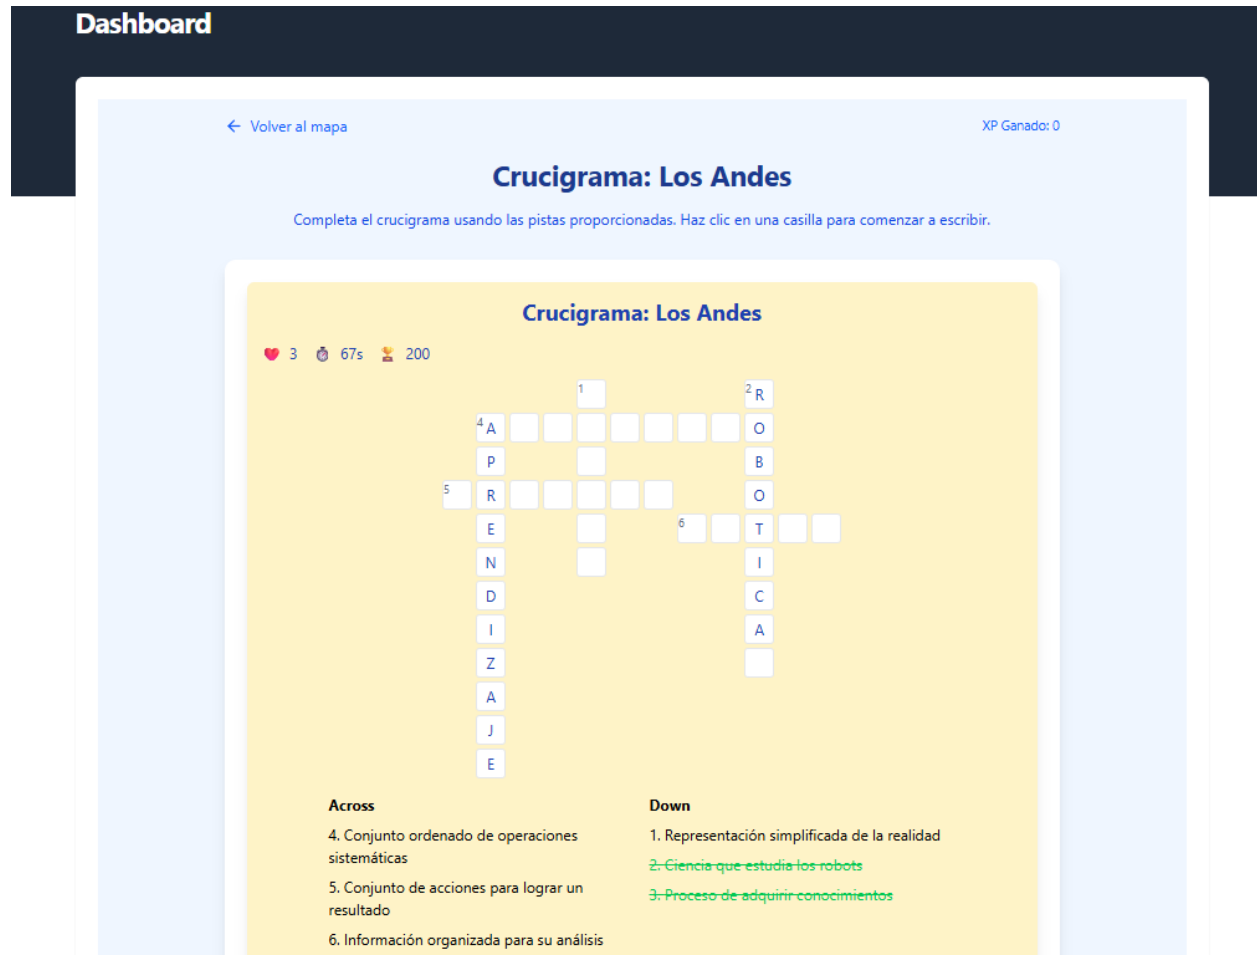 Dashboard
← Volver al mapa
XP Ganado: 0
Crucigrama: Los Andes
Completa el crucigrama usando las pistas proporcionadas. Haz clic en una casilla para comenzar a escribir.
Crucigrama: Los Andes
3 67s 200
1 2 R
4 A O
P B
5 R O
E 6 T
N I
D C
I A
Z
A
J
E
Across
4. Conjunto ordenado de operaciones
sistemáticas
5. Conjunto de acciones para lograr un
resultado
6. Información organizada para su análisis
Down
1. Representación simplificada de la realidad
2. Ciencia que estudia los robots
3. Proceso de adquirir conocimientos